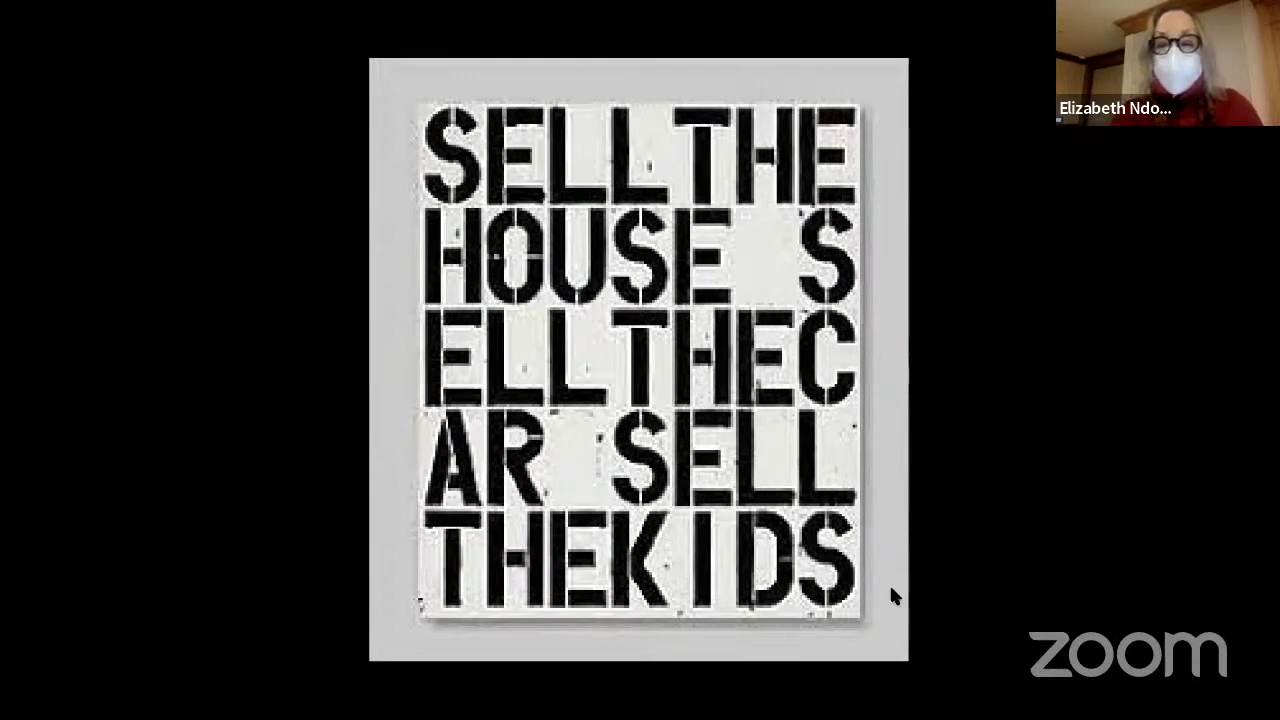 SELLTHE
HOUSE S
ELLTHEC
AR SELL
THEKIDS
Elizabeth Ndo...
zoom